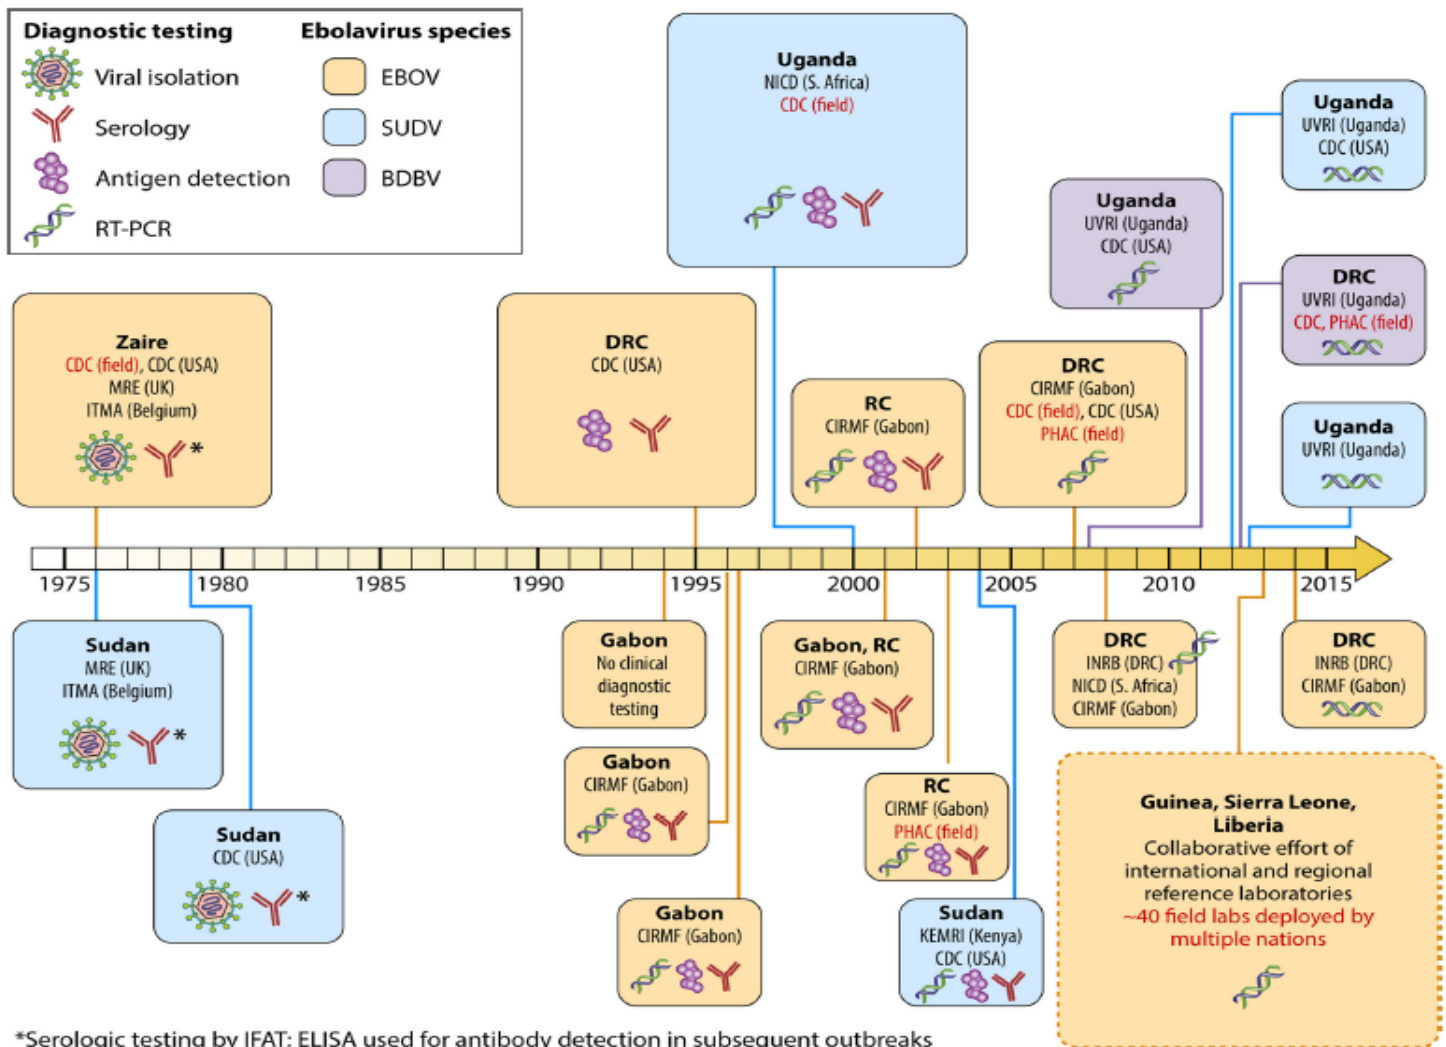 Diagnostic testing
Viral isolation
Serology
Antigen detection
RT-PCR
Ebolavirus species
EBOV
SUDV
BDBV
Uganda
NICD (S. Africa)
CDC (field)
Uganda
UVRI (Uganda)
CDC (USA)
Uganda
UVRI (Uganda)
CDC (USA)
DRC
UVRI (Uganda)
CDC, PHAC (field)
Zaire
CDC (field), CDC (USA)
MRE (UK)
ITMA (Belgium)
*
DRC
CDC (USA)
RC
CIRMF (Gabon)
DRC
CIRMF (Gabon)
CDC (field), CDC (USA)
PHAC (field)
Uganda
UVRI (Uganda)
1975
1980
1985
1990
1995
2000
2005
2010
2015
Sudan
MRE (UK)
ITMA (Belgium)
*
Sudan
CDC (USA)
*
Gabon
No clinical
diagnostic
testing
Gabon
CIRMF (Gabon)
Gabon
CIRMF (Gabon)
Gabon, RC
CIRMF (Gabon)
RC
CIRMF (Gabon)
PHAC (field)
Sudan
KEMRI (Kenya)
CDC (USA)
DRC
INRB (DRC)
NICD (S. Africa)
CIRMF (Gabon)
DRC
INRB (DRC)
CIRMF (Gabon)
Guinea, Sierra Leone,
Liberia
Collaborative effort of
international and regional
reference laboratories
~40 field labs deployed by
multiple nations
*Serologic testing by IFAT; ELISA used for antibody detection in subsequent outbreaks